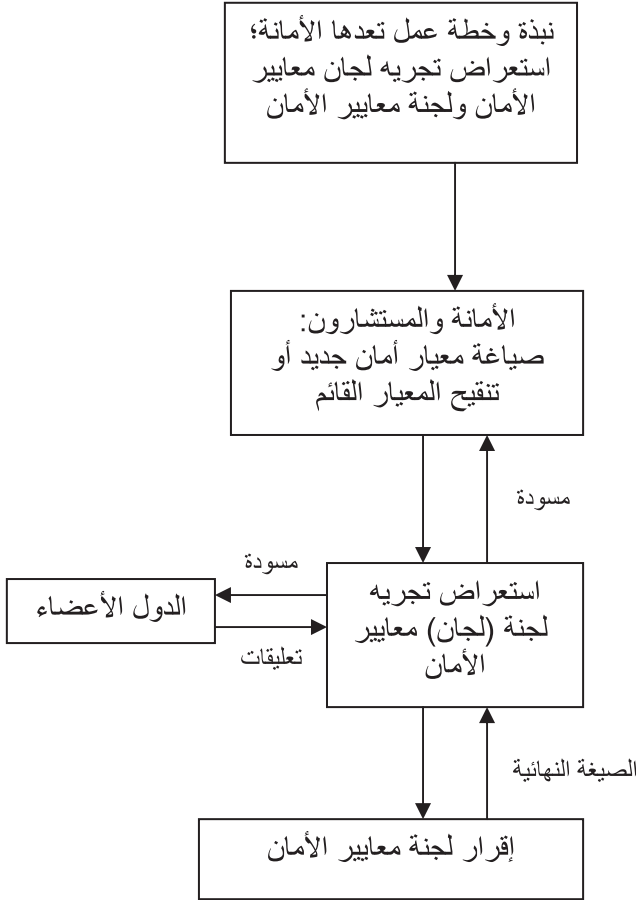 نبذة وخطة عمل تعدها الأمانة؛
استعراض تجريه لجان معايير
الأمان ولجنة معايير الأمان
الأمانة والمستشارون:
صياغة معيار أمان جديد أو
تنقيح المعيار القائم
مسودة
مسودة
استعراض تجريه
لجنة (لجان) معايير
الأمان
الدول الأعضاء
تعليقات
الصيغة النهائية
إقرار لجنة معايير الأمان